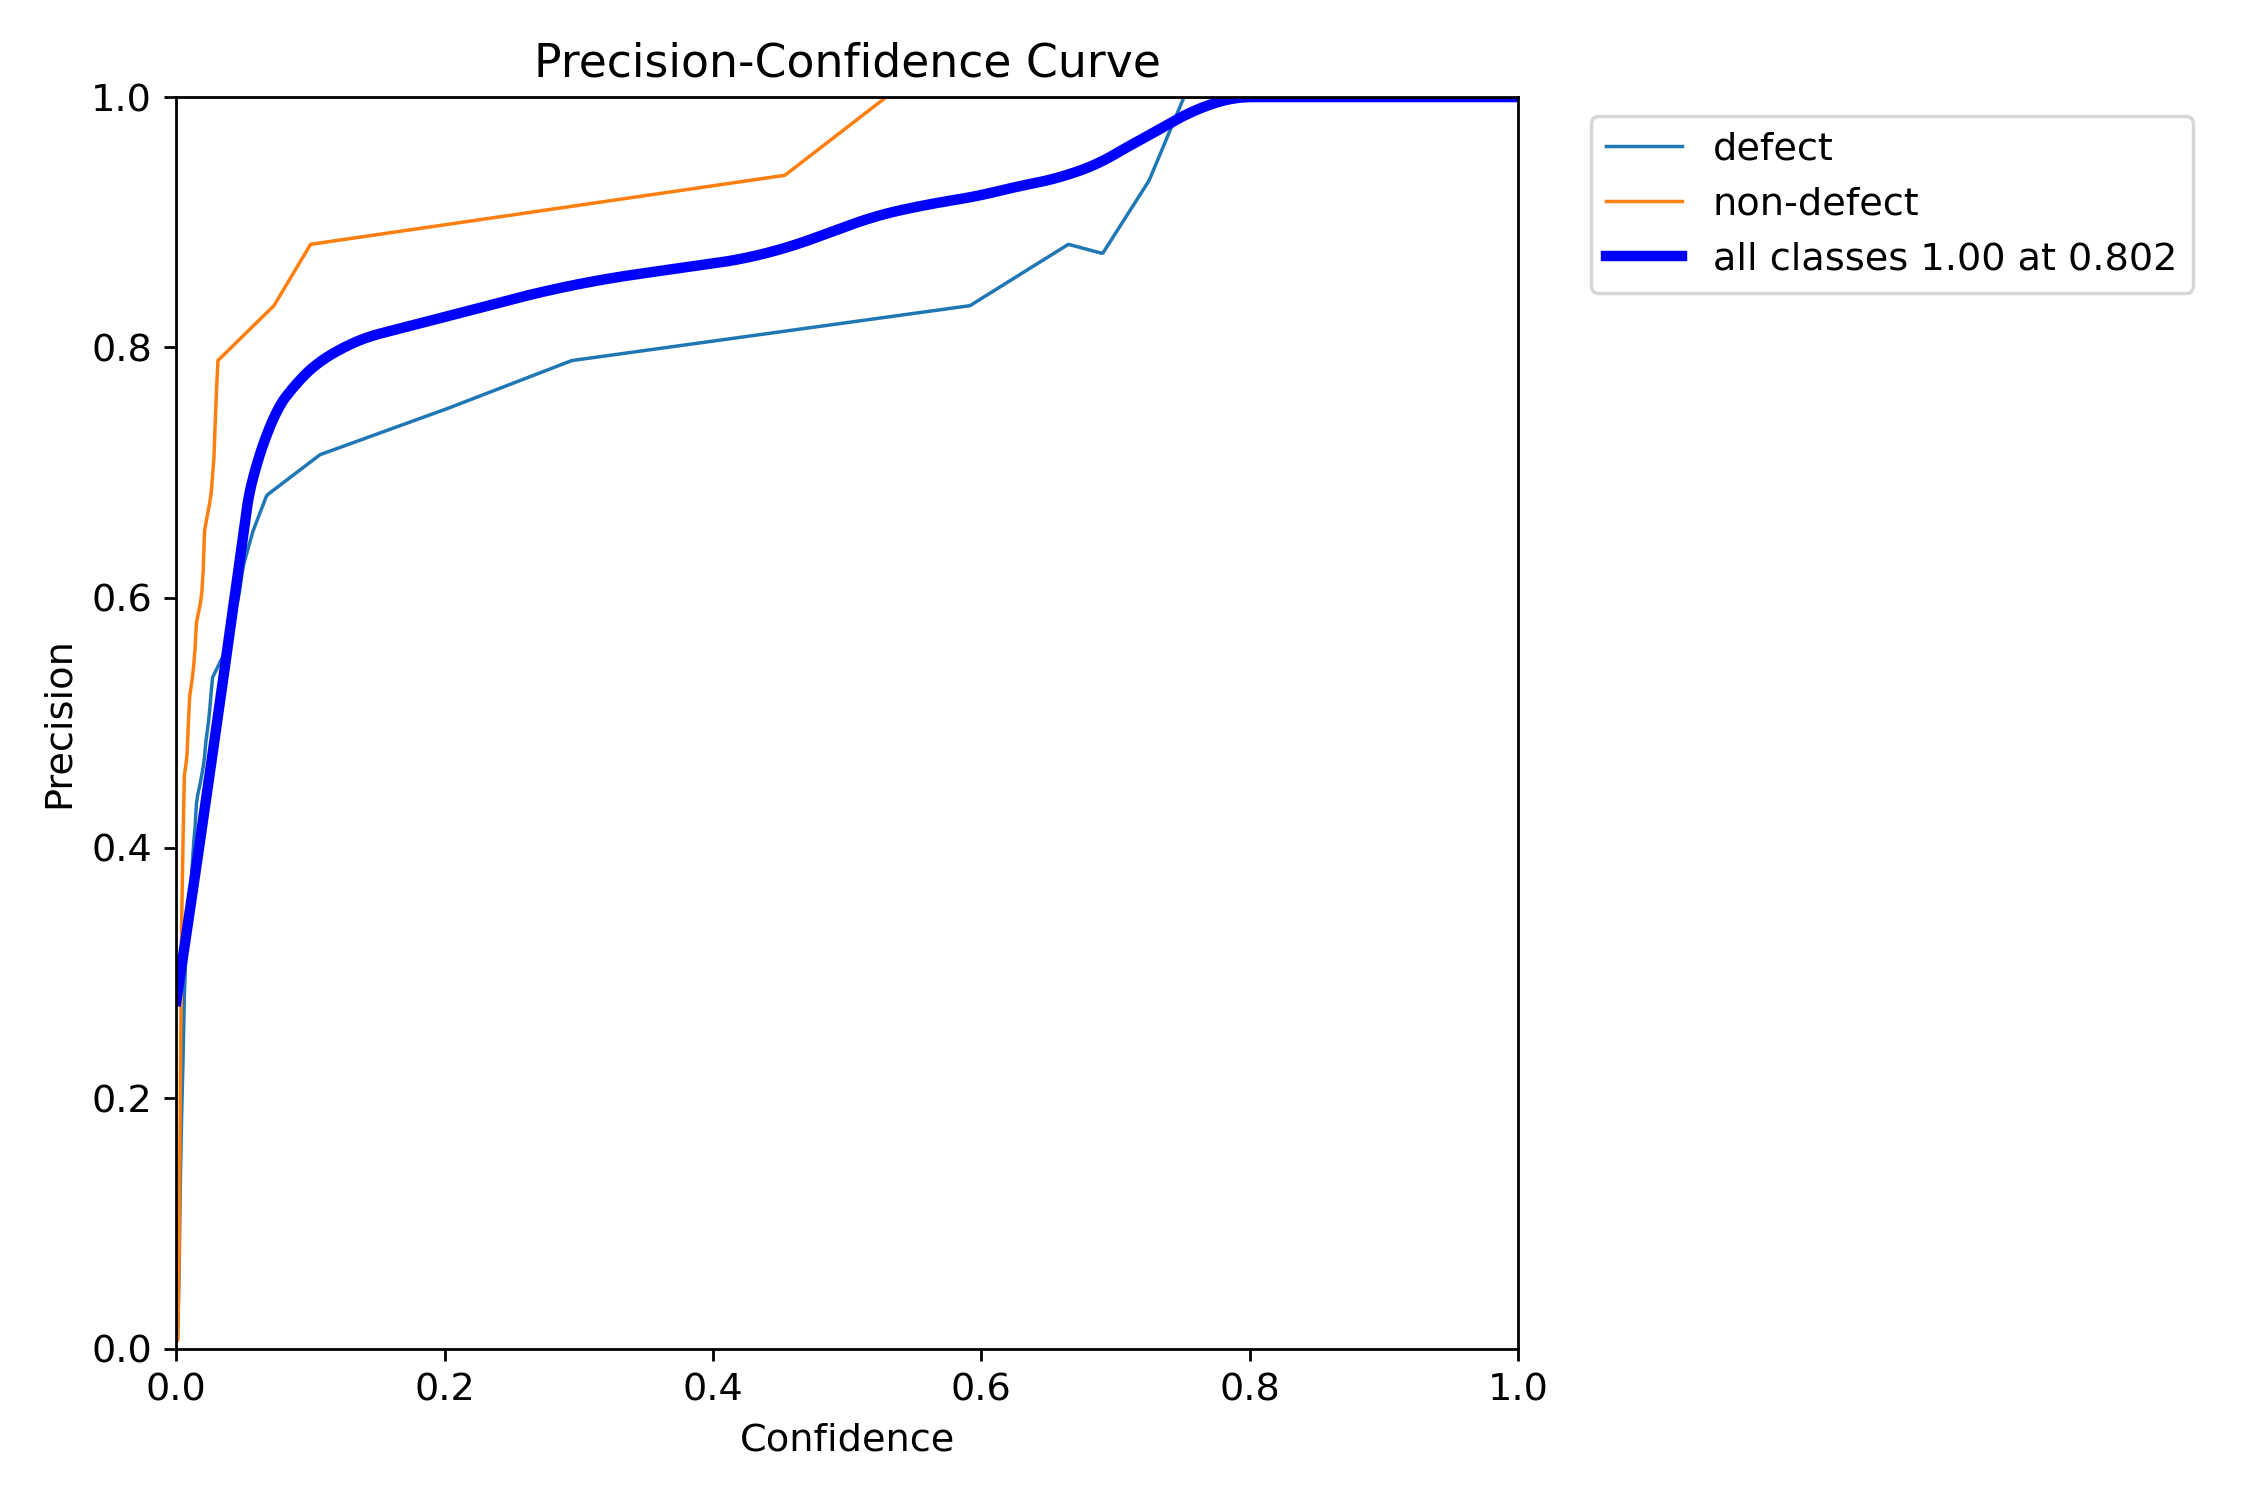 Precision-Confidence Curve
1.0
0.8
0.6
0.4
0.2
0.0
Precision
0.0 0.2 0.4 0.6 0.8 1.0
Confidence
defect
non-defect
all classes 1.00 at 0.802